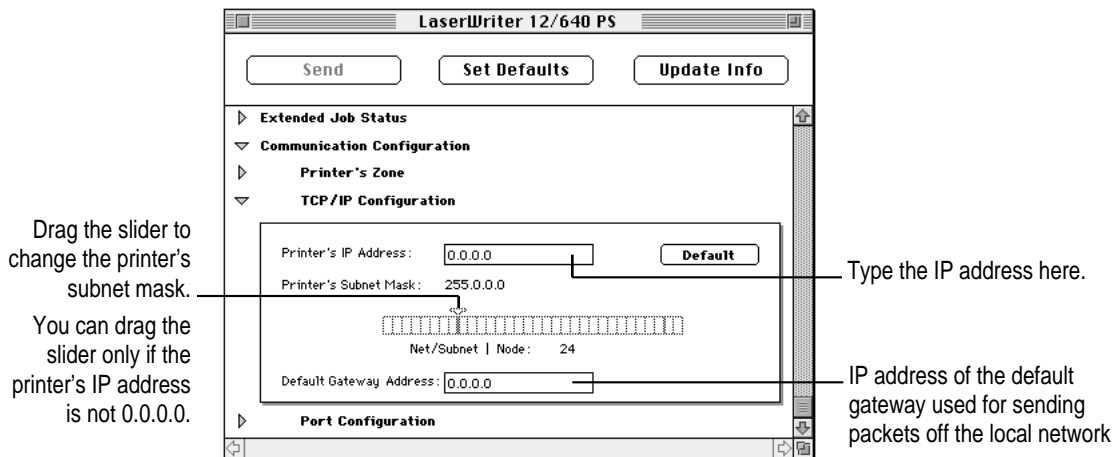 LaserWriter 12/640 PS
Send
Set Defaults
Update Info
Extended Job Status
Communication Configuration
Printer's Zone
TCP/IP Configuration
Drag the slider to
change the printer’s
subnet mask.
You can drag the
slider only if the
printer’s IP address
is not 0.0.0.0.
Printer's IP Address:
0.0.0.0
Default
Printer's Subnet Mask:
255.0.0.0
Net/Subnet | Node:
24
Default Gateway Address:
0.0.0.0
Port Configuration
Type the IP address here.
IP address of the default
gateway used for sending
packets off the local network